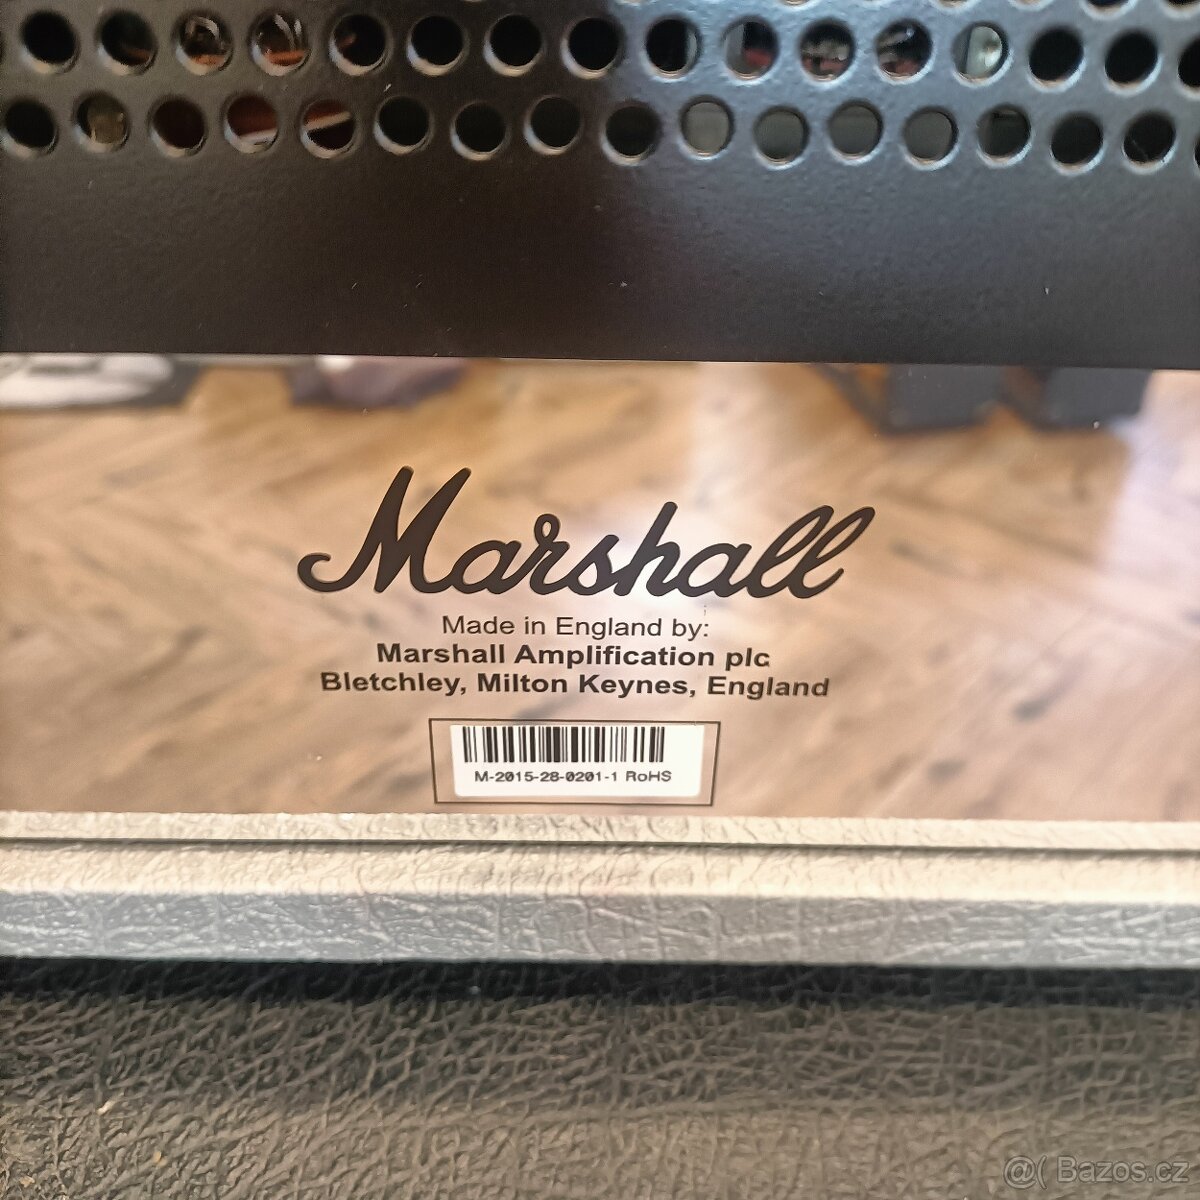 Marshall
Made in England by:
Marshall Amplification plc
Bletchley, Milton Keynes, England
M-2015-28-0201-1 RoHS
@( Bazos.cz